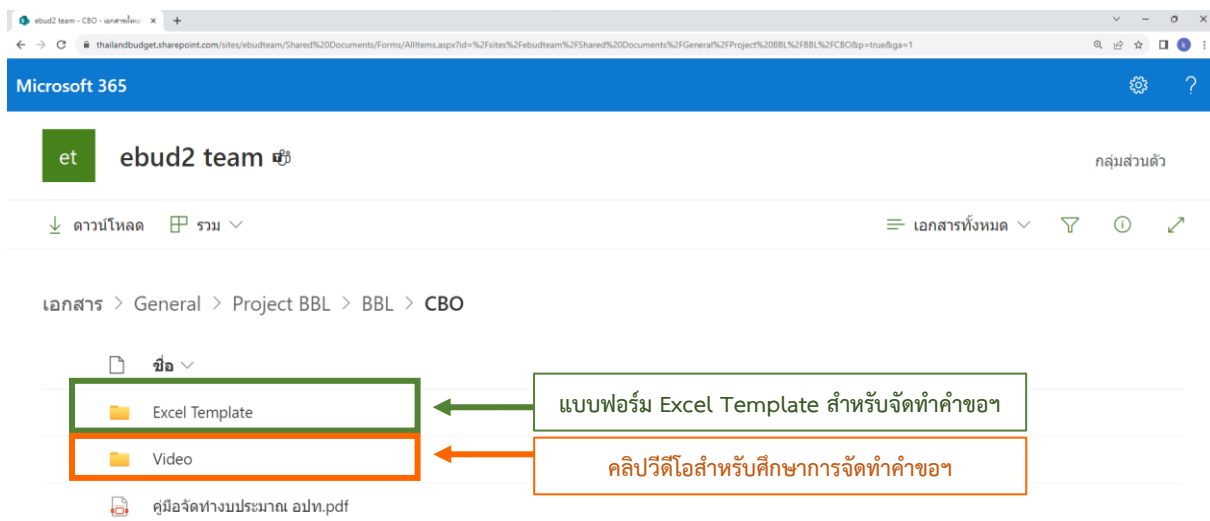 ebud2 team - CBO - เอกสารทั้งหมด
thailandbudget.sharepoint.com/sites/ebudteam/Shared%20Documents/Forms/AllItems.aspx?id=%2Fsites%2Febudteam%2FShared%20Documents%2FGeneral%2FProject%20BBL%2FBBL%2FCBO&p=true&ga=1
Microsoft 365
et ebud2 team
กลุ่มส่วนตัว
ดาวน์โหลด รวม เอกสารทั้งหมด
เอกสาร > General > Project BBL > BBL > CBO
ชื่อ
Excel Template
แบบฟอร์ม Excel Template สำหรับจัดทำคำขอฯ
Video
คลิปวีดีโอสำหรับศึกษาการจัดทำคำขอฯ
คู่มือจัดทำงบประมาณ อปท.pdf